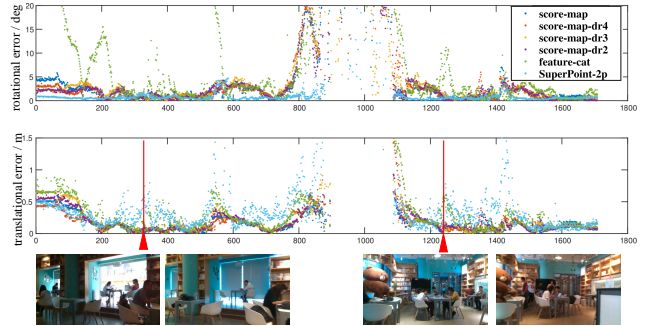 rotational error / deg
20
15
10
5
0
0 200 400 600 800 1000 1200 1400 1600 1800
score-map
score-map-dr4
score-map-dr3
score-map-dr2
feature-cat
SuperPoint-2p
translational error / m
1.5
1
0.5
0
0 200 400 600 800 1000 1200 1400 1600 1800